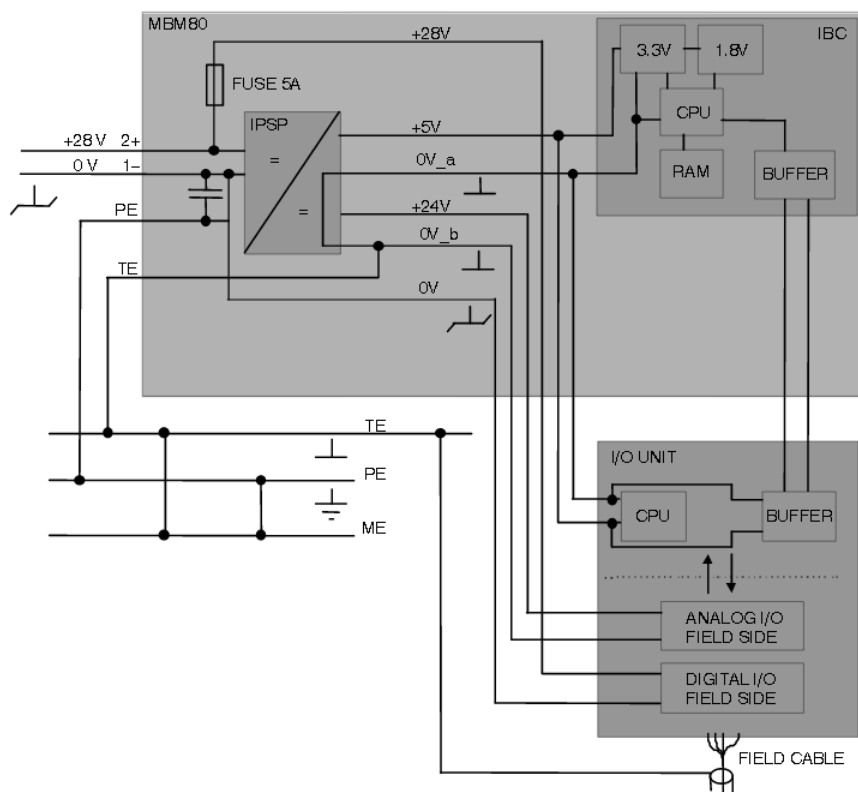 MBM80
+28V
IBC
3.3V
1.8V
FUSE 5A
CPU
IPSP
+5V
+28V 2+
=
0V_a
RAM
BUFFER
0 V 1–
=
+24V
PE
0V_b
TE
0V
TE
I/O UNIT
PE
CPU
BUFFER
ME
ANALOG I/O
FIELD SIDE
DIGITAL I/O
FIELD SIDE
FIELD CABLE